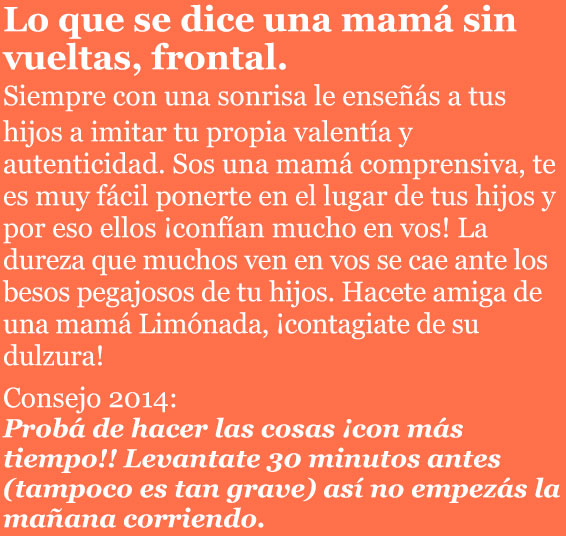 Lo que se dice una mamá sin
vueltas, frontal.
Siempre con una sonrisa le enseñás a tus
hijos a imitar tu propia valentía y
autenticidad. Sos una mamá comprensiva, te
es muy fácil ponerte en el lugar de tus hijos y
por eso ellos ¡confían mucho en vos! La
dureza que muchos ven en vos se cae ante los
besos pegajosos de tu hijos. Hacete amiga de
una mamá Limónada, ¡contagiate de su
dulzura!
Consejo 2014:
Probá de hacer las cosas ¡con más
tiempo!! Levantate 30 minutos antes
(tampoco es tan grave) así no empezás la
mañana corriendo.